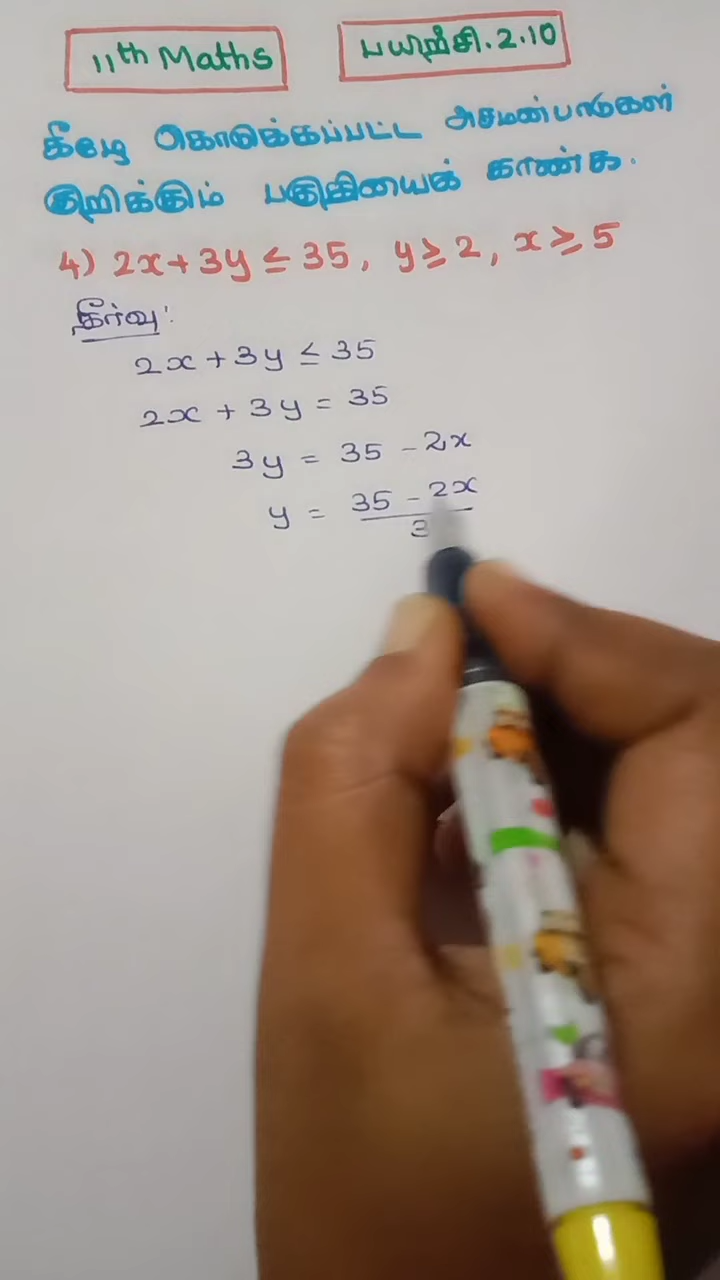 11th Maths
பயிற்சி.2.10
கீழே கொடுக்கப்பட்ட அசமன்பாடுகள்
குறிக்கும் பகுதியைக் காண்க.
4) 2x+3y ≤ 35, y ≥ 2, x ≥ 5
தீர்வு:
2x + 3y ≤ 35
2x + 3y = 35
3y = 35 - 2x
y = 35 - 2x
3